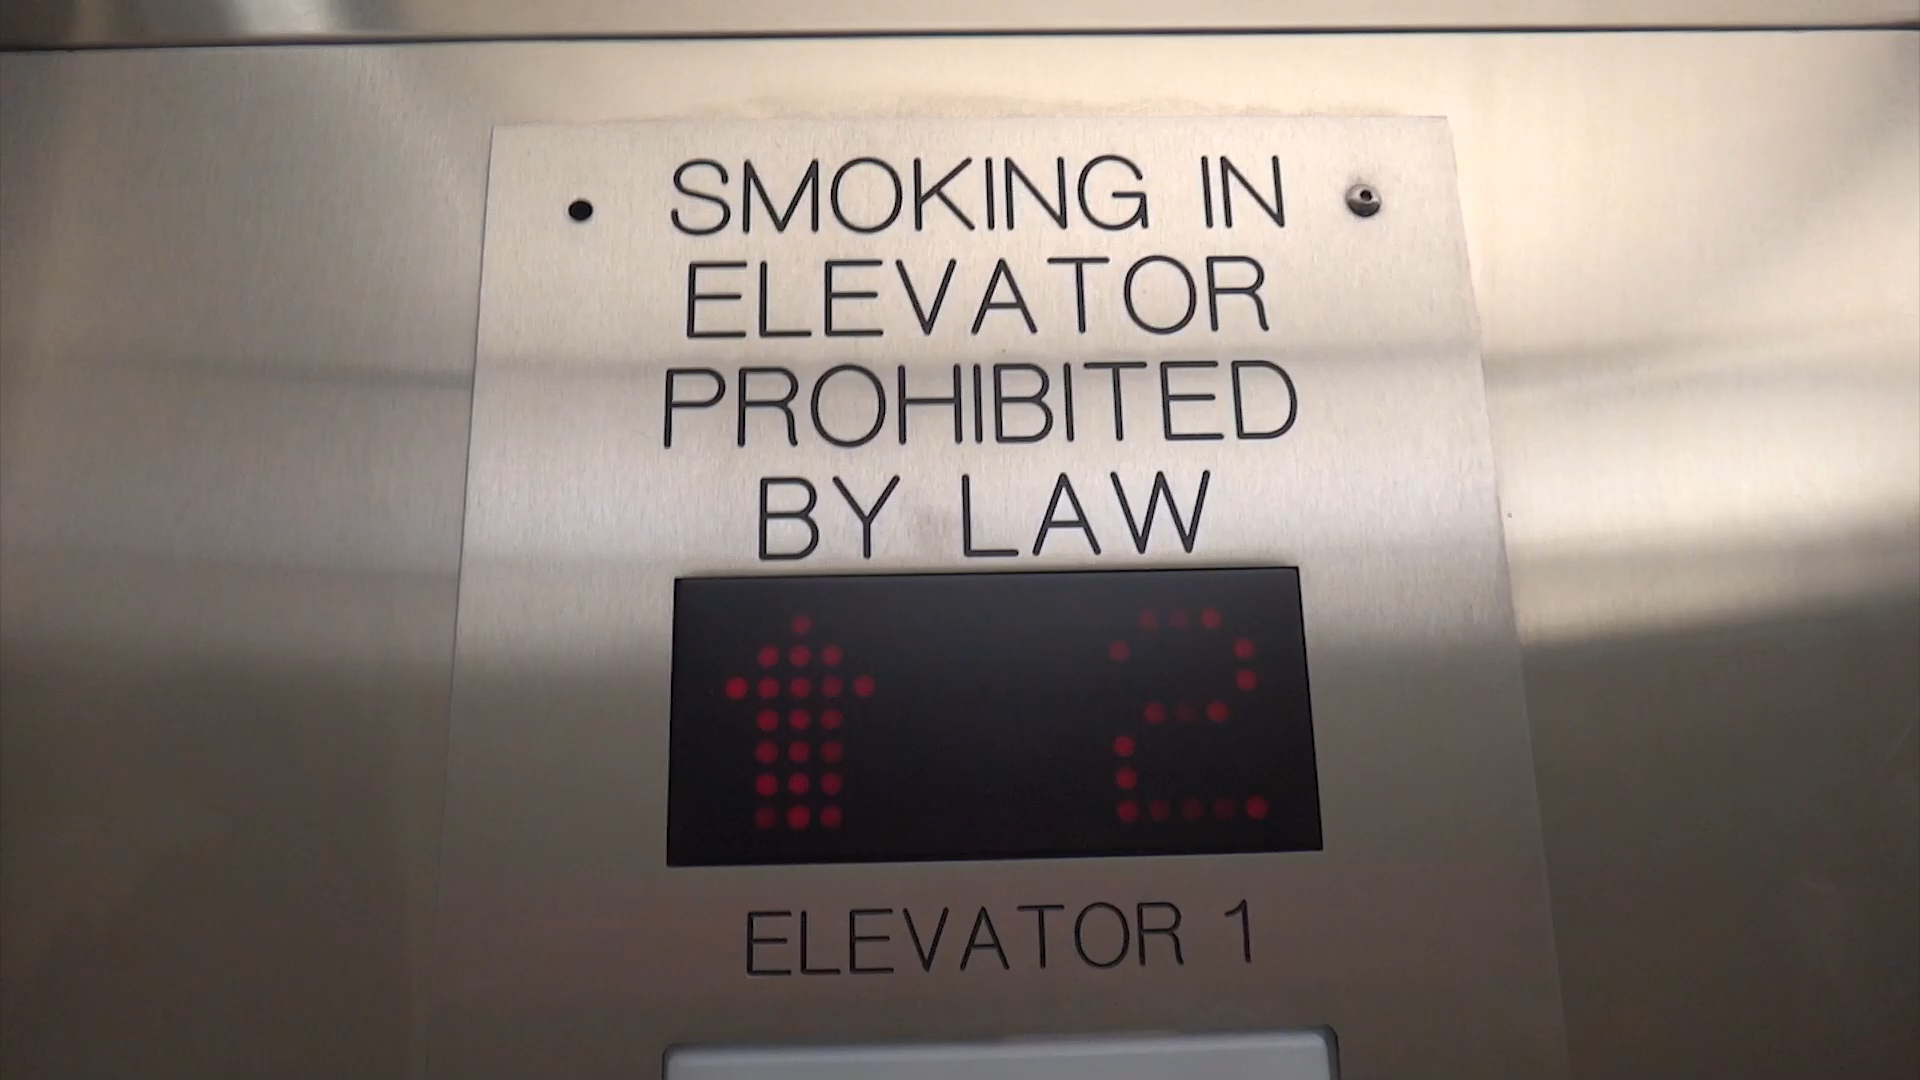 SMOKING IN
ELEVATOR
PROHIBITED
BY LAW
2
ELEVATOR 1